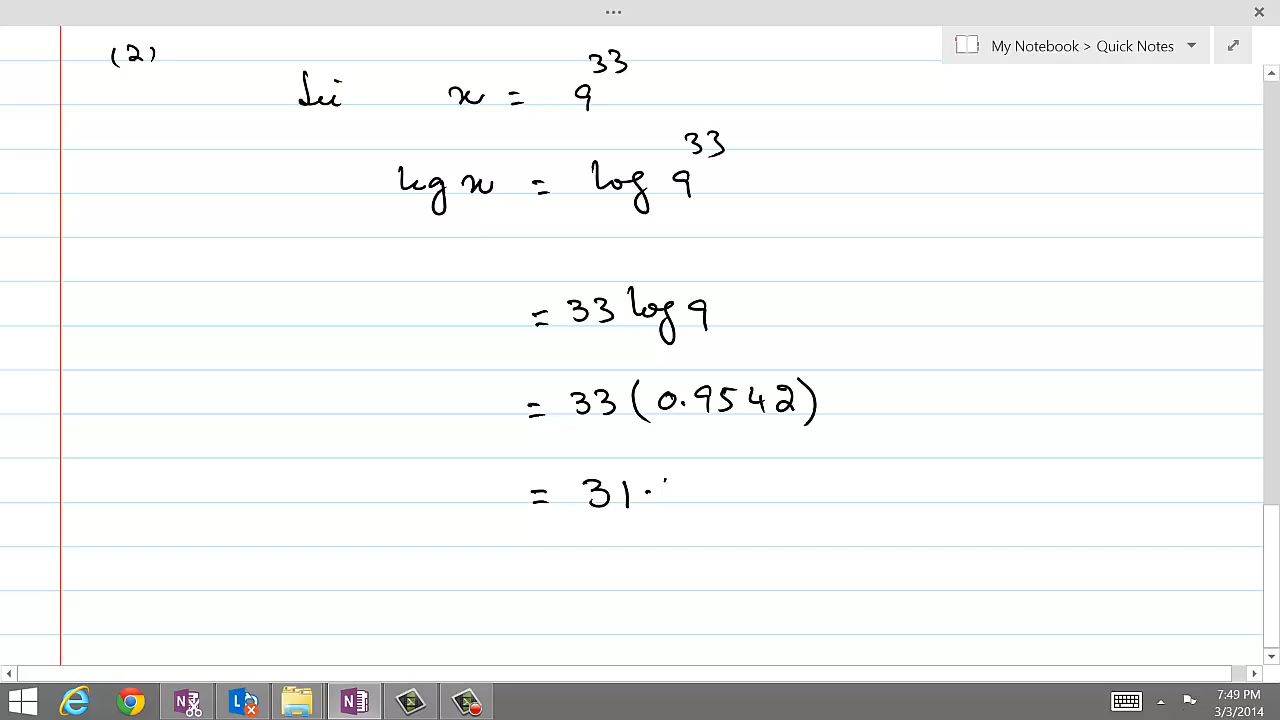 ...
My Notebook > Quick Notes
(2)
Let x = 9^33
log x = log 9^33
= 33 log 9
= 33 (0.9542)
= 31.
7:49 PM
3/3/2014